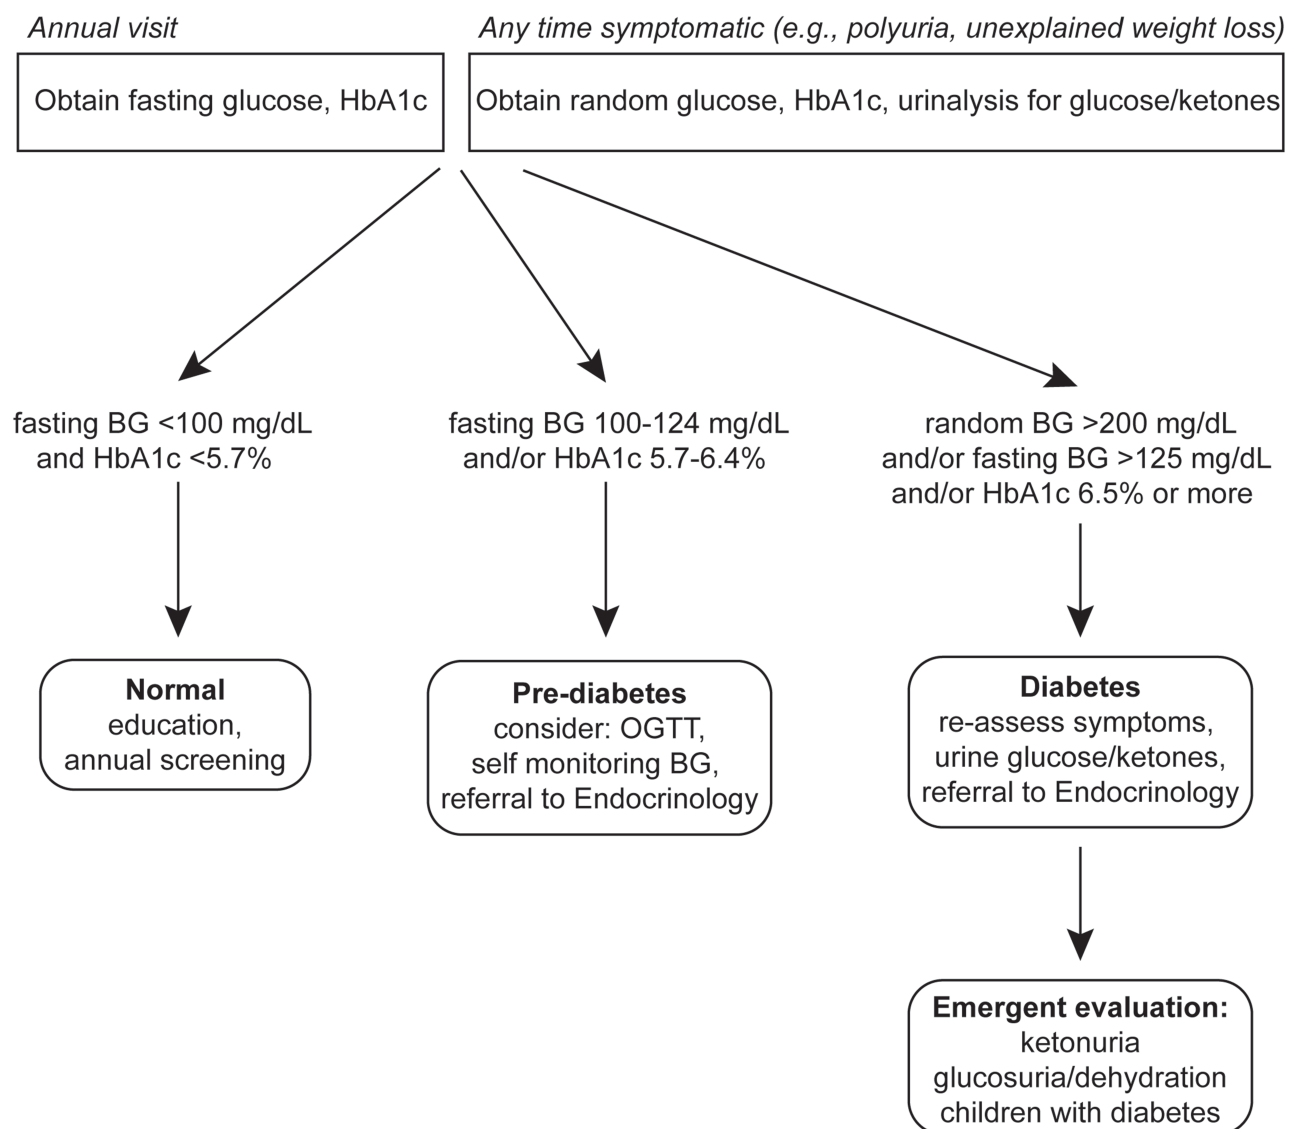 Annual visit
Any time symptomatic (e.g., polyuria, unexplained weight loss)
Obtain fasting glucose, HbA1c
Obtain random glucose, HbA1c, urinalysis for glucose/ketones
fasting BG <100 mg/dL
and HbA1c <5.7%
fasting BG 100-124 mg/dL
and/or HbA1c 5.7-6.4%
random BG >200 mg/dL
and/or fasting BG >125 mg/dL
and/or HbA1c 6.5% or more
Normal
education,
annual screening
Pre-diabetes
consider: OGTT,
self monitoring BG,
referral to Endocrinology
Diabetes
re-assess symptoms,
urine glucose/ketones,
referral to Endocrinology
Emergent evaluation:
ketonuria
glucosuria/dehydration
children with diabetes